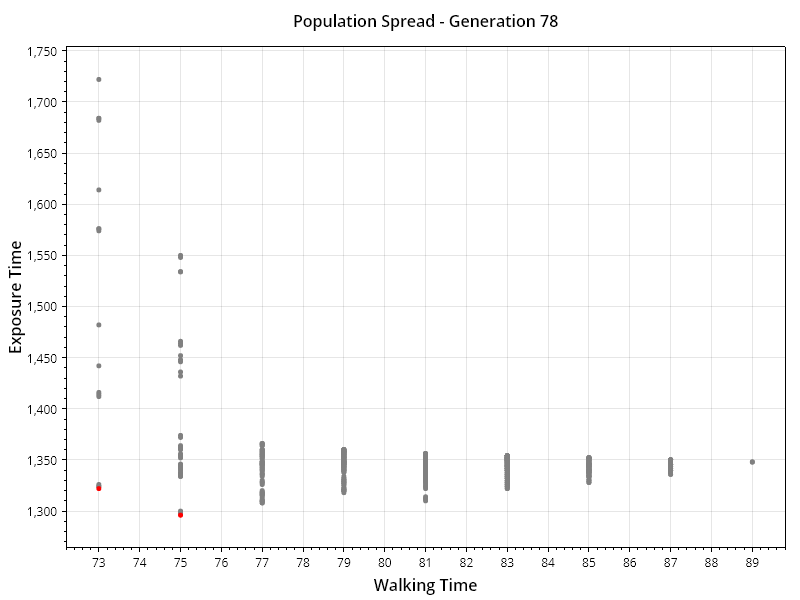 Population Spread - Generation 78
1,750
1,700
1,650
1,600
1,550
1,500
1,450
1,400
1,350
1,300
Exposure Time
73 74 75 76 77 78 79 80 81 82 83 84 85 86 87 88 89
Walking Time